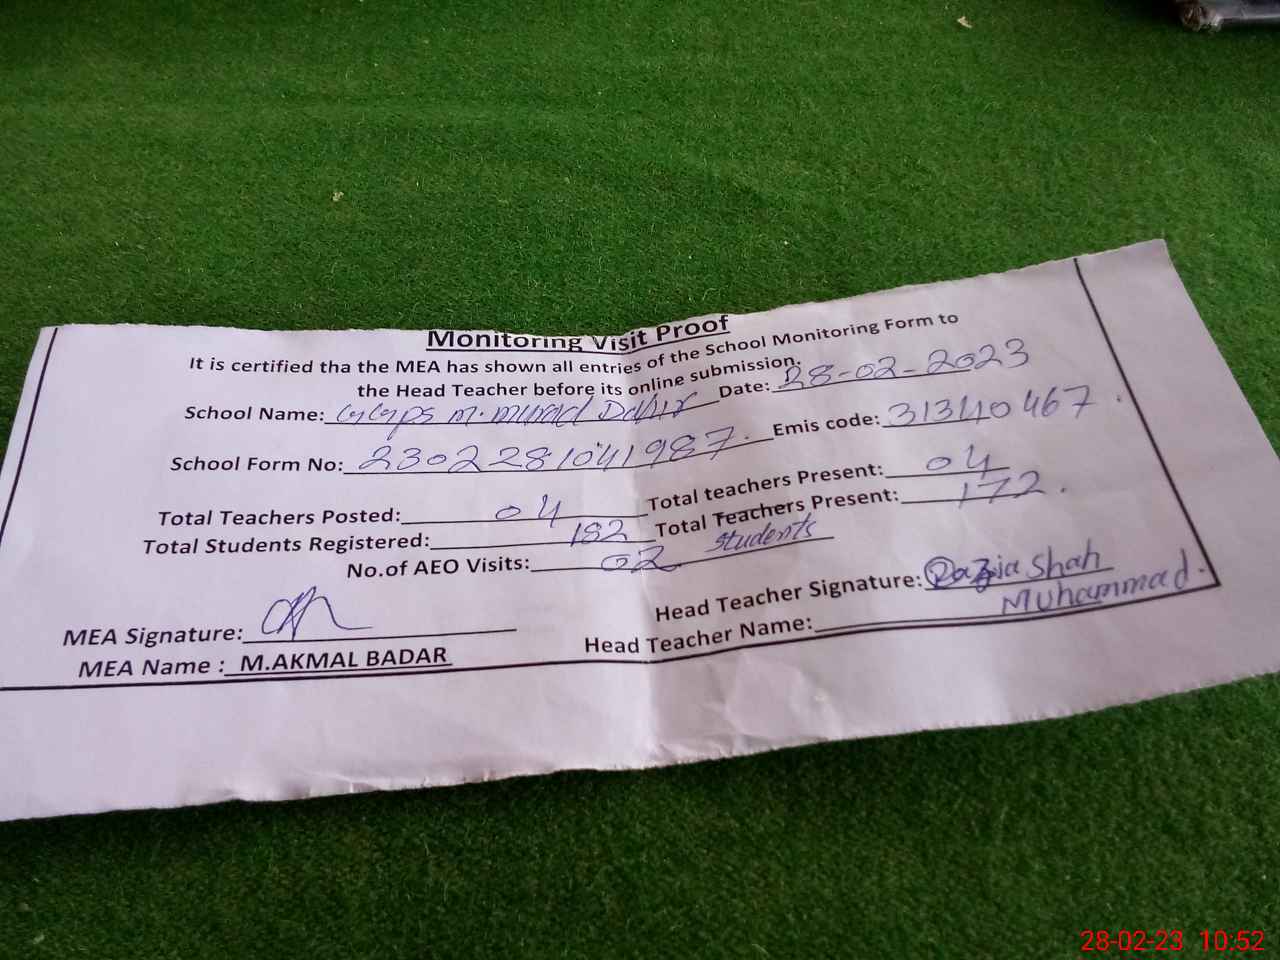 Monitoring Visit Proof
It is certified tha the MEA has shown all entries of the School Monitoring Form to
the Head Teacher before its online submission.
School Name: GGPS M. Murad Dahir Date: 28-02-2023
School Form No: 2302281041987. Emis code: 31340467.
Total Teachers Posted: 04 Total teachers Present: 04
Total Students Registered: 182 Total Teachers Present: 172.
No.of AEO Visits: 02 students
MEA Signature: Head Teacher Signature: Razia Shah
MEA Name : M.AKMAL BADAR Head Teacher Name: Muhammad.
28-02-23 10:52